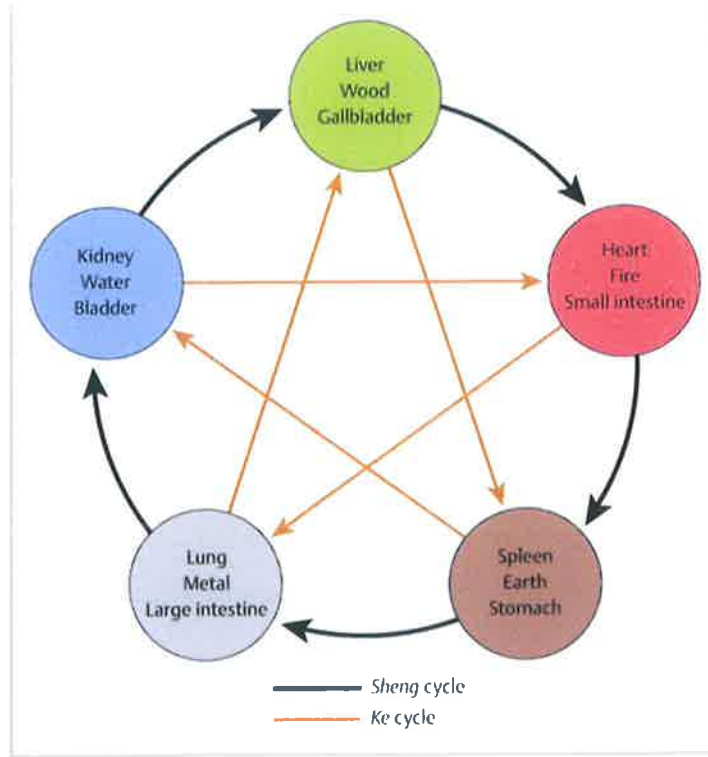 Liver
Wood
Gallbladder
Kidney
Water
Bladder
Heart
Fire
Small intestine
Lung
Metal
Large intestine
Spleen
Earth
Stomach
Sheng cycle
Ke cycle